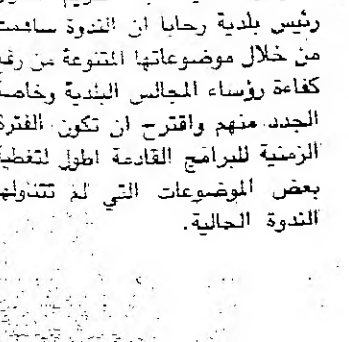 رئيس بلدية رحابا ان الندوة ساهمت
من خلال موضوعاتها المتنوعة من رفع
كفاءة رؤساء المجالس البلدية وخاصة
الجدد منهم واقترح ان تكون الفترة
الزمنية للبرامج القادمة اطول لتغطية
بعض الموضوعات التي لم تتناولها
الندوة الحالية.